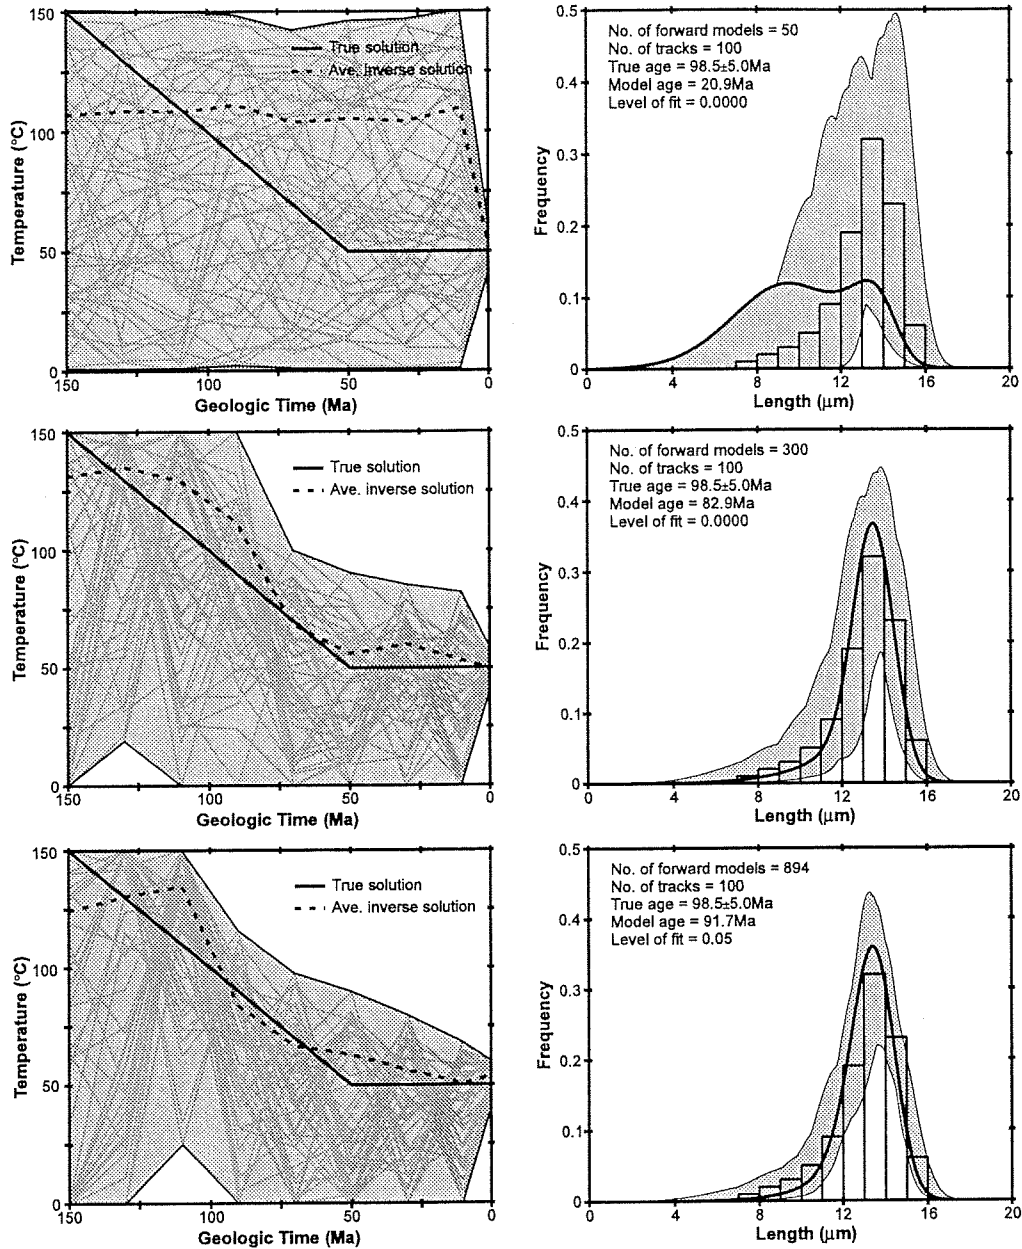 150
100
50
0
Temperature (°C)
True solution
Ave. inverse solution
150
100
50
0
Geologic Time (Ma)
0.5
0.4
0.3
0.2
0.1
0
Frequency
No. of forward models = 50
No. of tracks = 100
True age = 98.5±5.0Ma
Model age = 20.9Ma
Level of fit = 0.0000
0
4
8
12
16
20
Length (µm)
150
100
50
0
Temperature (°C)
True solution
Ave. inverse solution
150
100
50
0
Geologic Time (Ma)
0.5
0.4
0.3
0.2
0.1
0
Frequency
No. of forward models = 300
No. of tracks = 100
True age = 98.5±5.0Ma
Model age = 82.9Ma
Level of fit = 0.0000
0
4
8
12
16
20
Length (µm)
150
100
50
0
Temperature (°C)
True solution
Ave. inverse solution
150
100
50
0
Geologic Time (Ma)
0.5
0.4
0.3
0.2
0.1
0
Frequency
No. of forward models = 894
No. of tracks = 100
True age = 98.5±5.0Ma
Model age = 91.7Ma
Level of fit = 0.05
0
4
8
12
16
20
Length (µm)